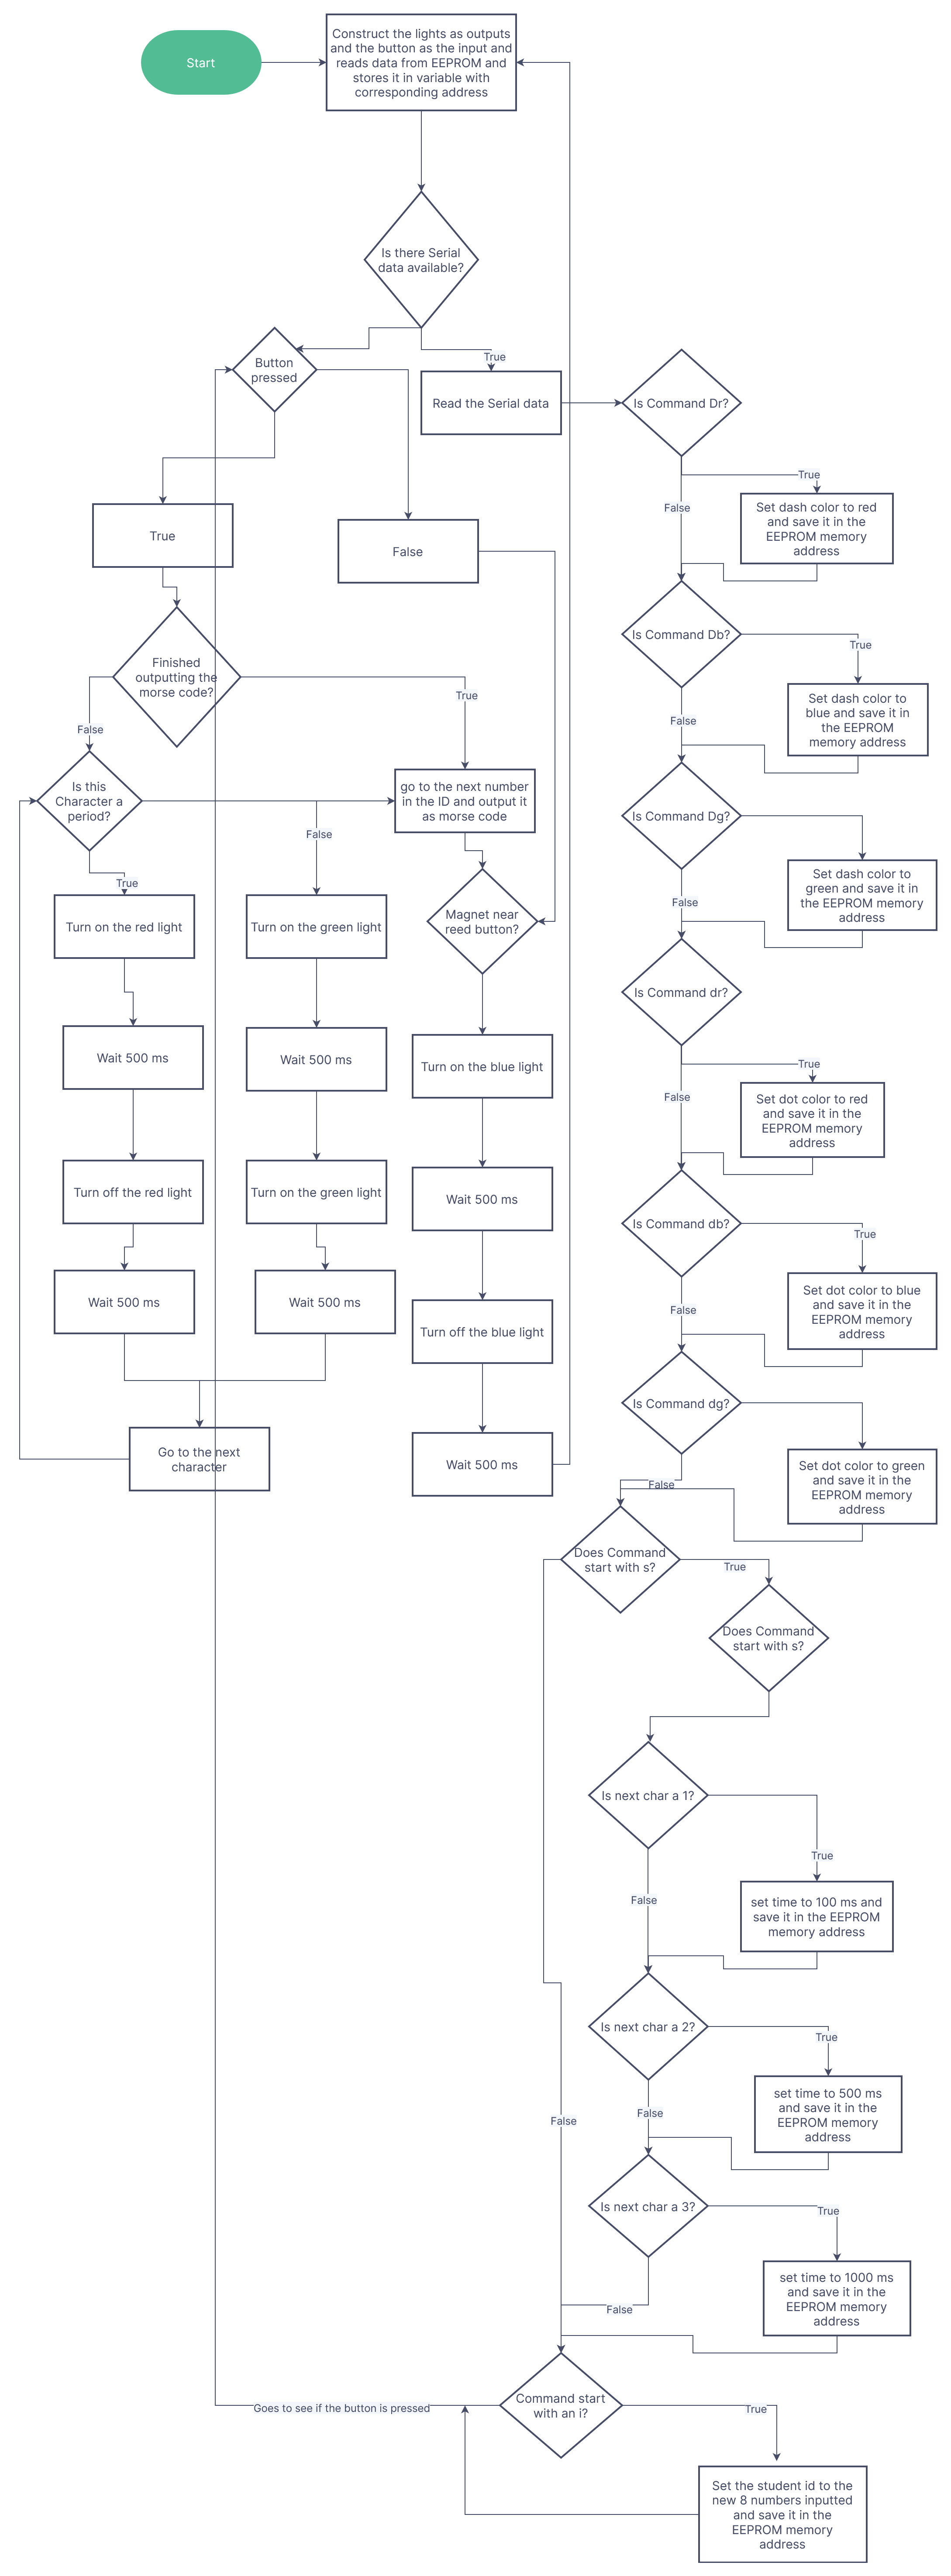 Start
Construct the lights as outputs
and the button as the input and
reads data from EEPROM and
stores it in variable with
corresponding address
Is there Serial
data available?
Button
pressed
True
Read the Serial data
Is Command Dr?
True
False
Set dash color to red
and save it in the
EEPROM memory
address
True
False
Is Command Db?
True
Finished
outputting the
morse code?
False
True
Set dash color to
blue and save it in
the EEPROM
memory address
False
Is this
Character a
period?
go to the next number
in the ID and output it
as morse code
Is Command Dg?
False
True
Set dash color to
green and save it in
the EEPROM memory
address
False
Turn on the red light
Turn on the green light
Magnet near
reed button?
Is Command dr?
Wait 500 ms
Wait 500 ms
Turn on the blue light
True
False
Set dot color to red
and save it in the
EEPROM memory
address
Turn off the red light
Turn on the green light
Wait 500 ms
Is Command db?
True
Wait 500 ms
Wait 500 ms
Turn off the blue light
False
Set dot color to blue
and save it in the
EEPROM memory
address
Is Command dg?
Go to the next
character
Wait 500 ms
False
Set dot color to green
and save it in the
EEPROM memory
address
Does Command
start with s?
True
Does Command
start with s?
Is next char a 1?
True
False
set time to 100 ms and
save it in the EEPROM
memory address
Is next char a 2?
True
False
False
set time to 500 ms
and save it in the
EEPROM memory
address
Is next char a 3?
True
False
set time to 1000 ms
and save it in the
EEPROM memory
address
Command start
with an i?
Goes to see if the button is pressed
True
Set the student id to the
new 8 numbers inputted
and save it in the
EEPROM memory
address